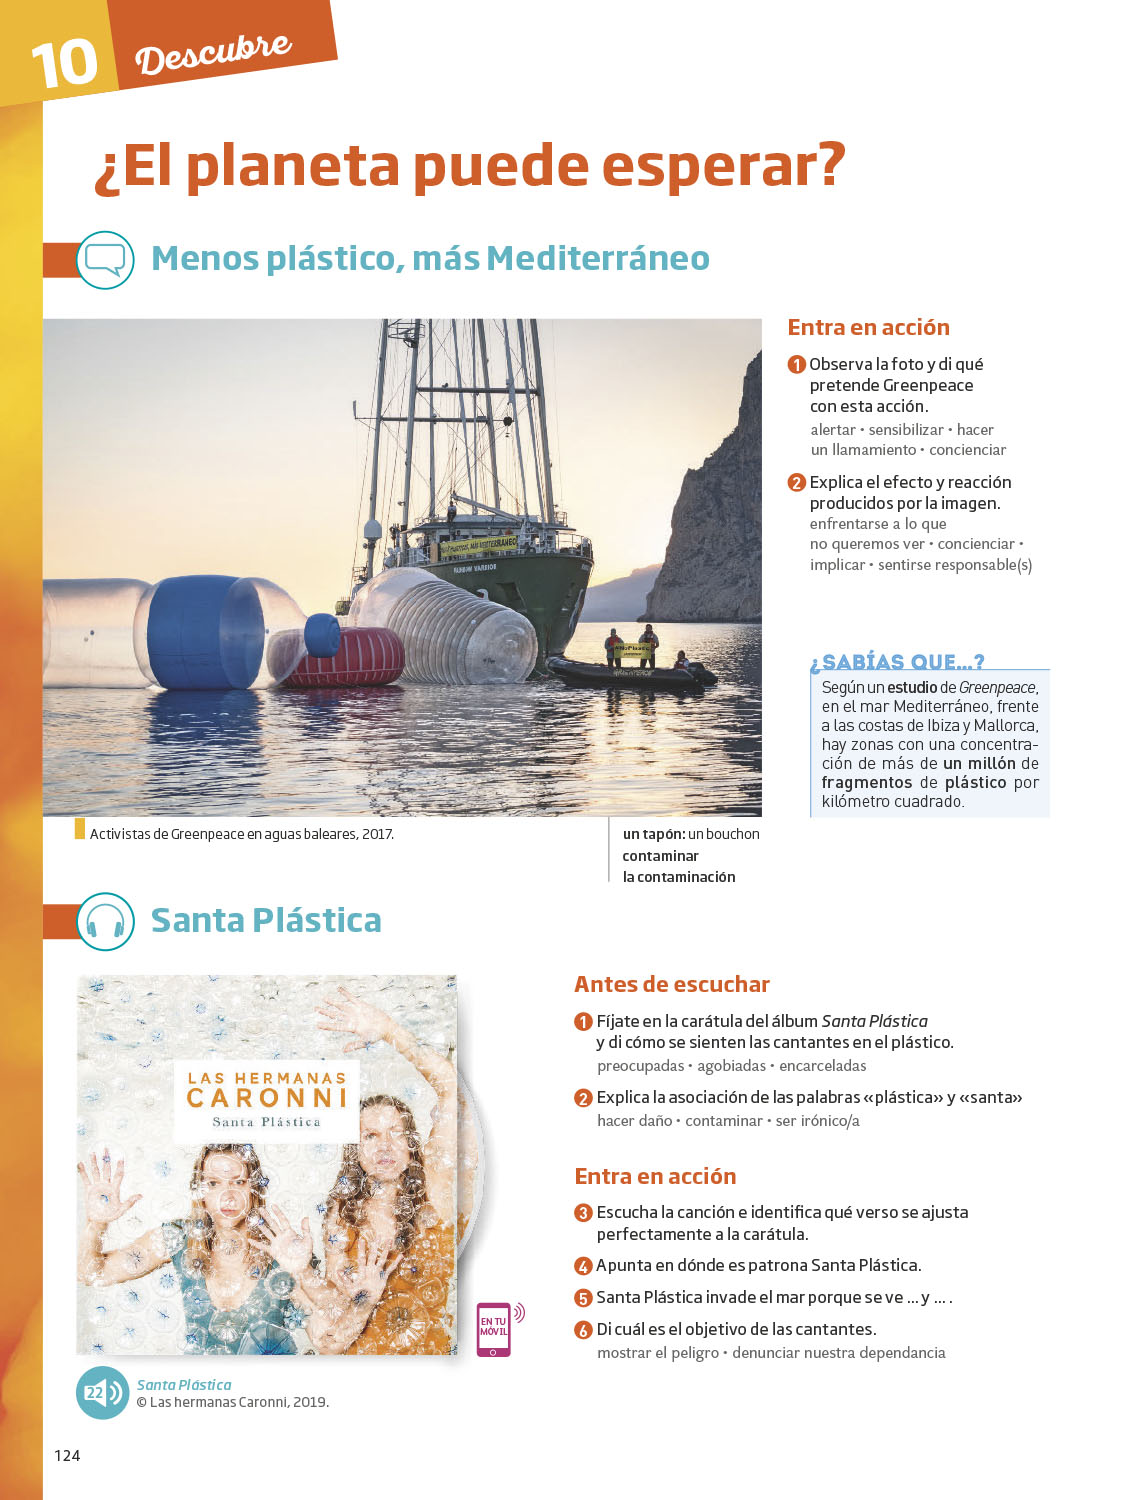 10
Descubre
¿El planeta puede esperar?
Menos plástico, más Mediterráneo
NOS PLÁSTICOS, MÁS MEDITERRÁNEO
RAINBOW WARRIOR
#NoPlastic
GREENPEACE
Activistas de Greenpeace en aguas baleares, 2017.
un tapón: un bouchon
contaminar
la contaminación
Entra en acción
1 Observa la foto y di qué
pretende Greenpeace
con esta acción.
alertar • sensibilizar • hacer
un llamamiento • concienciar
2 Explica el efecto y reacción
producidos por la imagen.
enfrentarse a lo que
no queremos ver • concienciar •
implicar • sentirse responsable(s)
¿SABÍAS QUE...?
Según un estudio de Greenpeace,
en el mar Mediterráneo, frente
a las costas de Ibiza y Mallorca,
hay zonas con una concentra-
ción de más de un millón de
fragmentos de plástico por
kilómetro cuadrado.
Santa Plástica
LAS HERMANAS
CARONNI
Santa Plástica
EN TU
MÓVIL
22
Santa Plástica
© Las hermanas Caronni, 2019.
Antes de escuchar
1 Fíjate en la carátula del álbum Santa Plástica
y di cómo se sienten las cantantes en el plástico.
preocupadas • agobiadas • encarceladas
2 Explica la asociación de las palabras «plástica» y «santa»
hacer daño • contaminar • ser irónico/a
Entra en acción
3 Escucha la canción e identifica qué verso se ajusta
perfectamente a la carátula.
4 Apunta en dónde es patrona Santa Plástica.
5 Santa Plástica invade el mar porque se ve ... y ... .
6 Di cuál es el objetivo de las cantantes.
mostrar el peligro • denunciar nuestra dependancia
124